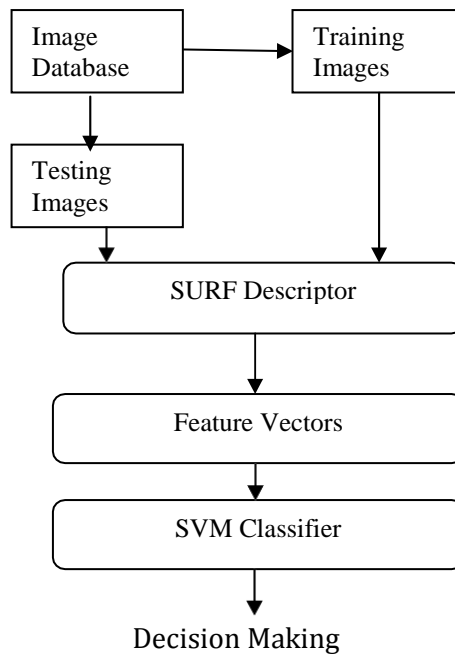 Image
Database
Training
Images
Testing
Images
SURF Descriptor
Feature Vectors
SVM Classifier
Decision Making